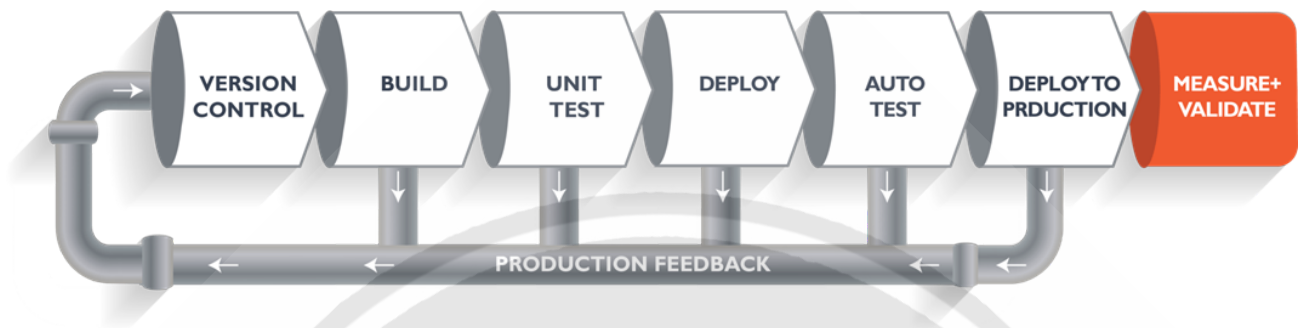 VERSION
CONTROL
BUILD
UNIT
TEST
DEPLOY
AUTO
TEST
DEPLOY TO
PRDUCTION
MEASURE+
VALIDATE
PRODUCTION FEEDBACK